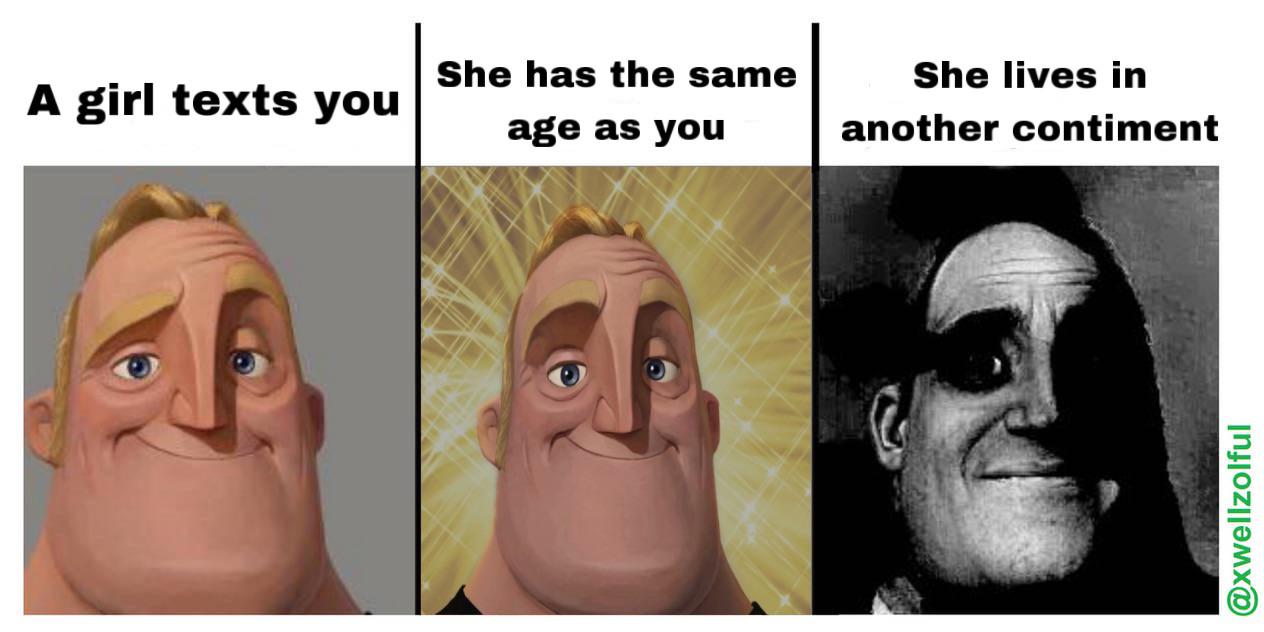 A girl texts you
She has the same
age as you
She lives in
another contiment
@xwellzolful